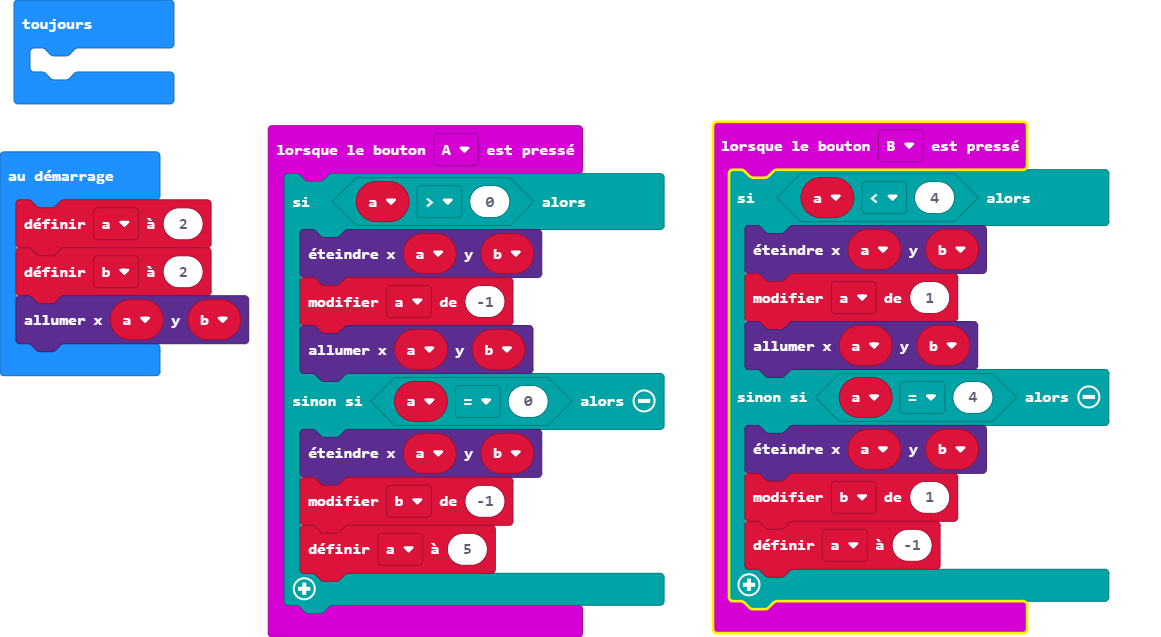 toujours
au démarrage
définir a à 2
définir b à 2
allumer x a y b
lorsque le bouton A est pressé
si a > 0 alors
éteindre x a y b
modifier a de -1
allumer x a y b
sinon si a = 0 alors
éteindre x a y b
modifier b de -1
définir a à 5
lorsque le bouton B est pressé
si a < 4 alors
éteindre x a y b
modifier a de 1
allumer x a y b
sinon si a = 4 alors
éteindre x a y b
modifier b de 1
définir a à -1